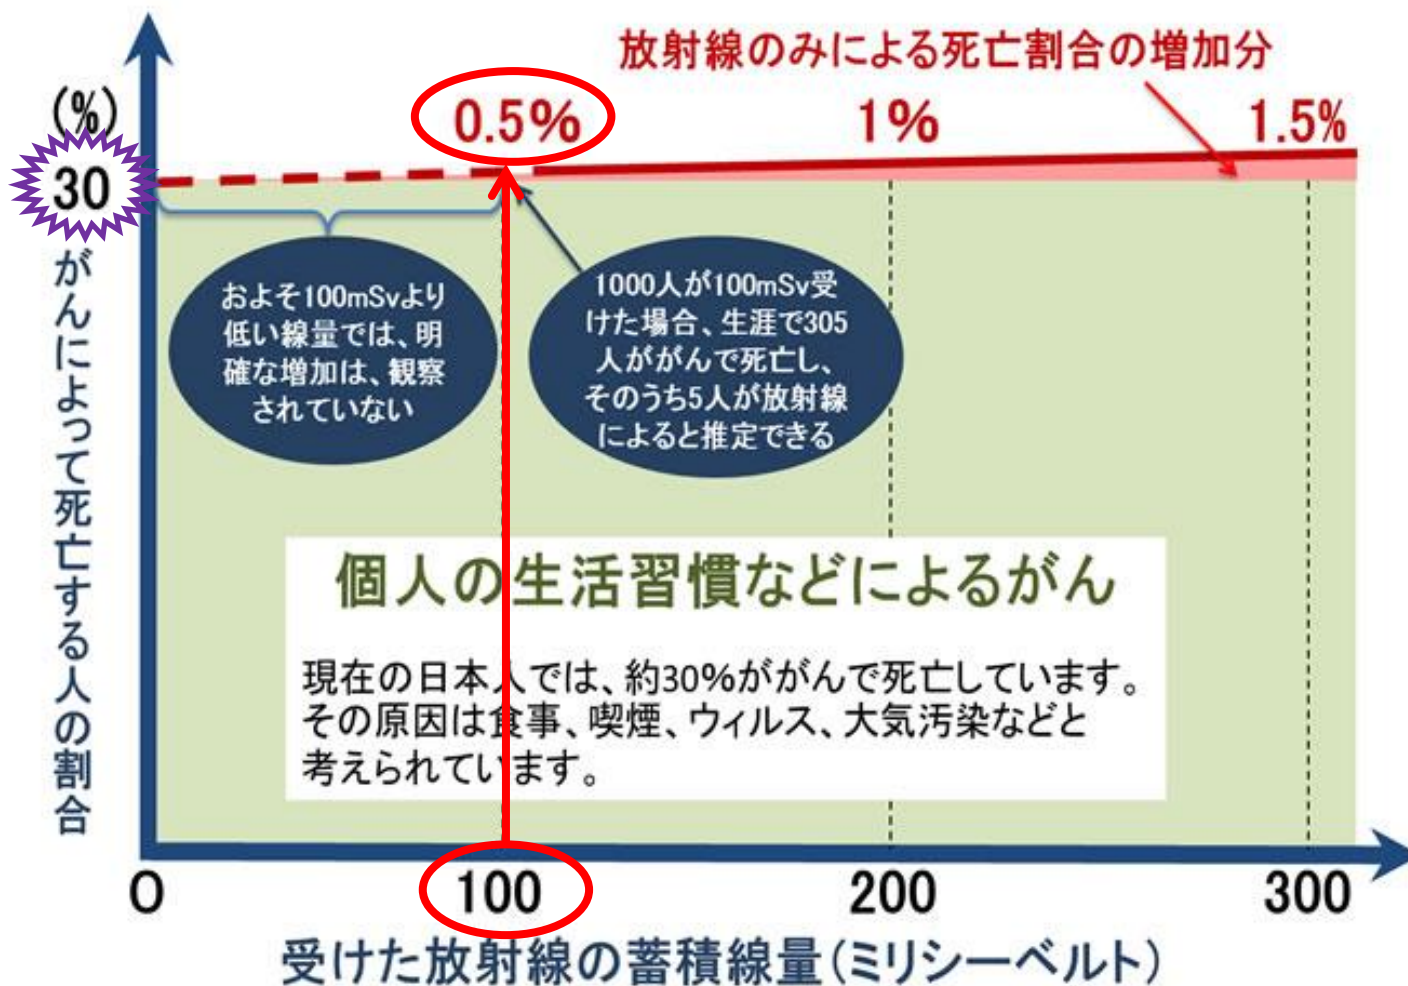 放射線のみによる死亡割合の増加分
(%)
0.5%
1%
1.5%
30
がんによって死亡する人の割合
およそ100mSvより
低い線量では、明
確な増加は、観察
されていない
1000人が100mSv受
けた場合、生涯で305
人ががんで死亡し、
そのうち5人が放射線
によると推定できる
個人の生活習慣などによるがん
現在の日本人では、約30%ががんで死亡しています。
その原因は食事、喫煙、ウィルス、大気汚染などと
考えられています。
0
100
200
300
受けた放射線の蓄積線量(ミリシーベルト)